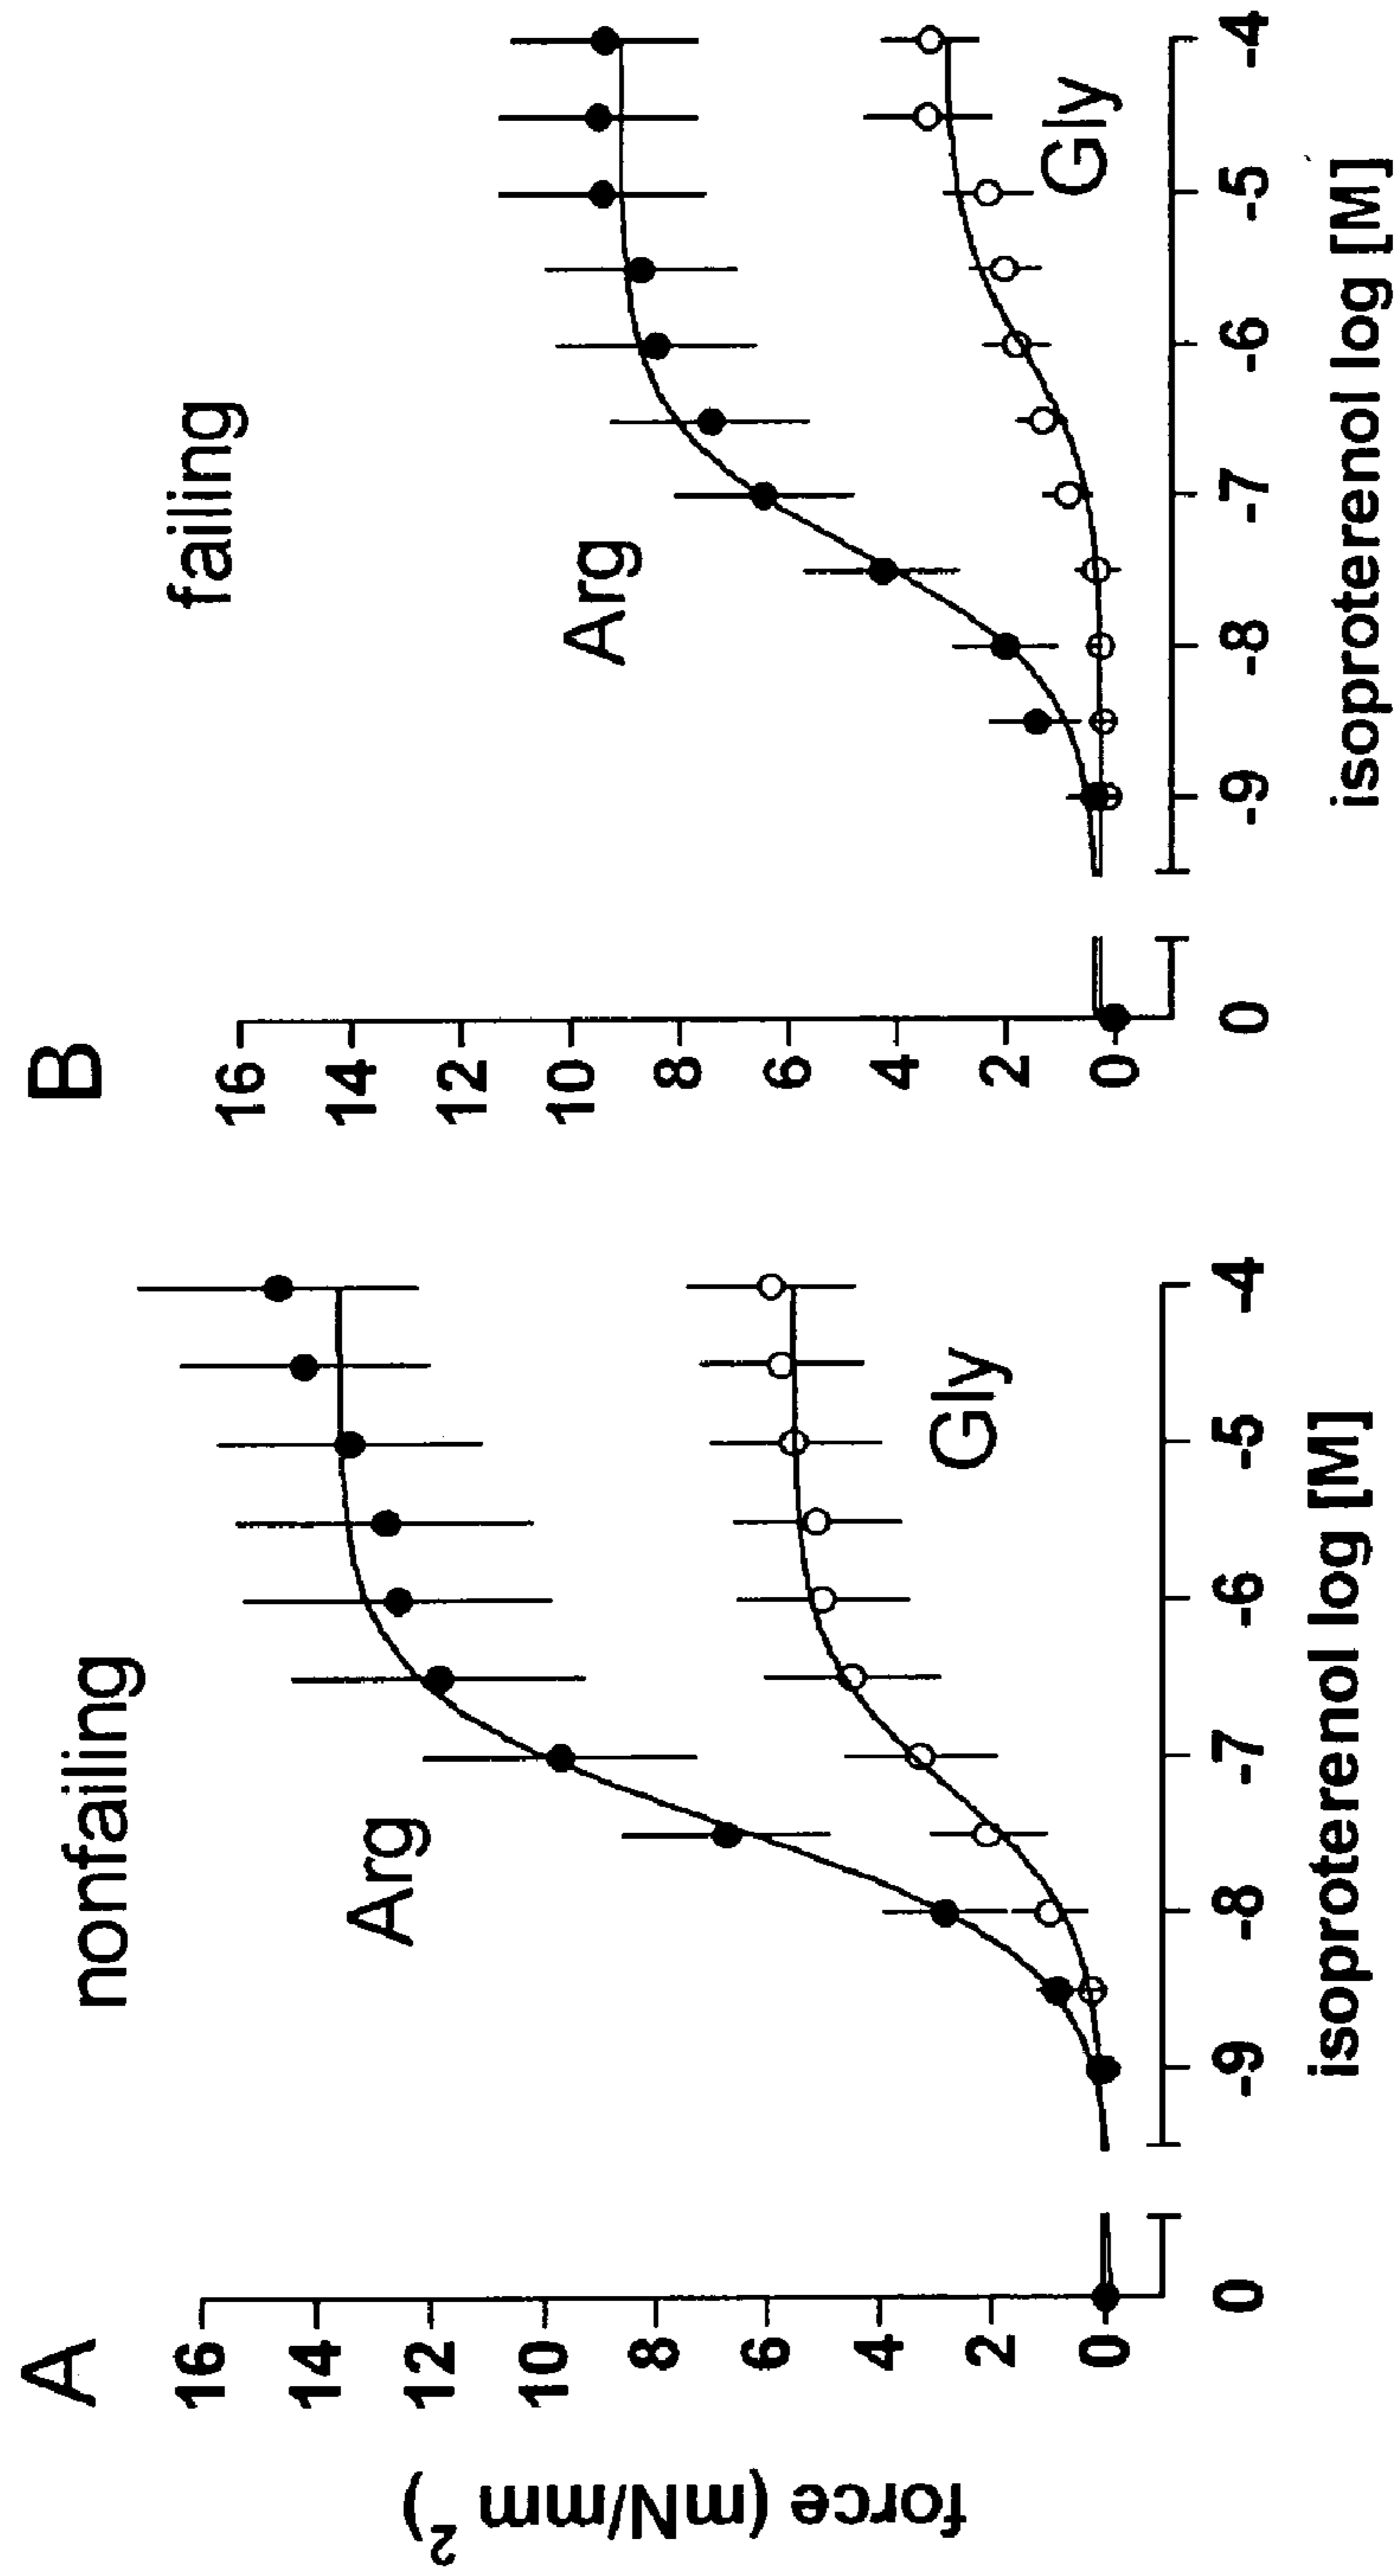 A
nonfailing
force (mN/mm²)
16
14
12
10
8
6
4
2
0
Arg
Gly
0 -9 -8 -7 -6 -5 -4
isoproterenol log [M]
B
failing
16
14
12
10
8
6
4
2
0
Arg
Gly
0 -9 -8 -7 -6 -5 -4
isoproterenol log [M]